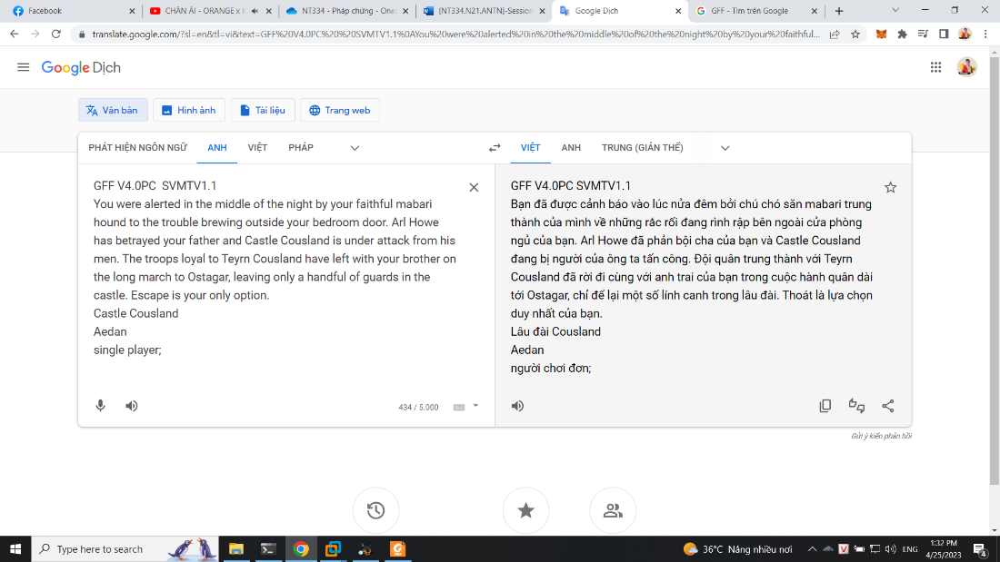 Facebook
CHÂN ÁI - ORANGE x
NT334 - Pháp chứng - One
[NT334.N21.ANTN]-Session
Google Dịch
GFF - Tìm trên Google
translate.google.com/?sl=en&tl=vi&text=GFF%20V4.0PC%20%20SVMTV1.1%0AYou%20were%20alerted%20in%20the%20middle%20of%20the%20night%20by%20your%20faithful...
Google Dịch
Văn bản
Hình ảnh
Tài liệu
Trang web
PHÁT HIỆN NGÔN NGỮ ANH VIỆT PHÁP
VIỆT ANH TRUNG (GIẢN THỂ)
GFF V4.0PC  SVMTV1.1
You were alerted in the middle of the night by your faithful mabari
hound to the trouble brewing outside your bedroom door. Arl Howe
has betrayed your father and Castle Cousland is under attack from his
men. The troops loyal to Teyrn Cousland have left with your brother on
the long march to Ostagar, leaving only a handful of guards in the
castle. Escape is your only option.
Castle Cousland
Aedan
single player;
434 / 5.000
GFF V4.0PC SVMTV1.1
Bạn đã được cảnh báo vào lúc nửa đêm bởi chú chó săn mabari trung
thành của mình về những rắc rối đang rình rập bên ngoài cửa phòng
ngủ của bạn. Arl Howe đã phản bội cha của bạn và Castle Cousland
đang bị người của ông ta tấn công. Đội quân trung thành với Teyrn
Cousland đã rời đi cùng với anh trai của bạn trong cuộc hành quân dài
tới Ostagar, chỉ để lại một số lính canh trong lâu đài. Thoát là lựa chọn
duy nhất của bạn.
Lâu đài Cousland
Aedan
người chơi đơn;
Gửi ý kiến phản hồi
Type here to search
36°C Nắng nhiều nơi
ENG
1:32 PM
4/25/2023
4